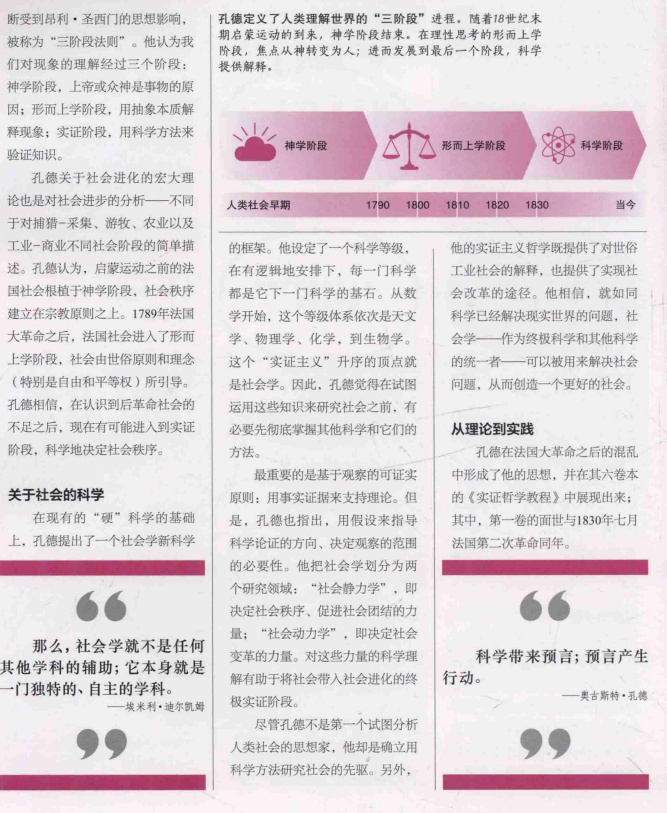 断受到昂利·圣西门的思想影响，
被称为“三阶段法则”。他认为我
们对现象的理解经过三个阶段：
神学阶段，上帝或众神是事物的原
因；形而上学阶段，用抽象本质解
释现象；实证阶段，用科学方法来
验证知识。
孔德关于社会进化的宏大理
论也是对社会进步的分析——不同
于对捕猎-采集、游牧、农业以及
工业-商业不同社会阶段的简单描
述。孔德认为，启蒙运动之前的法
国社会根植于神学阶段，社会秩序
建立在宗教原则之上。1789年法国
大革命之后，法国社会进入了形而
上学阶段，社会由世俗原则和理念
（特别是自由和平等权）所引导。
孔德相信，在认识到后革命社会的
不足之后，现在有可能进入到实证
阶段，科学地决定社会秩序。
关于社会的科学
在现有的“硬”科学的基础
上，孔德提出了一个社会学新科学
那么，社会学就不是任何
其他学科的辅助；它本身就是
一门独特的、自主的学科。
——埃米利·迪尔凯姆
孔德定义了人类理解世界的“三阶段”进程。随着18世纪末
期启蒙运动的到来，神学阶段结束。在理性思考的形而上学
阶段，焦点从神转变为人；进而发展到最后一个阶段，科学
提供解释。
神学阶段
形而上学阶段
科学阶段
人类社会早期 1790 1800 1810 1820 1830 当今
的框架。他设定了一个科学等级，
在有逻辑地安排下，每一门科学
都是它下一门科学的基石。从数
学开始，这个等级体系依次是天文
学、物理学、化学，到生物学。
这个“实证主义”升序的顶点就
是社会学。因此，孔德觉得在试图
运用这些知识来研究社会之前，有
必要先彻底掌握其他科学和它们的
方法。
最重要的是基于观察的可证实
原则；用事实证据来支持理论。但
是，孔德也指出，用假设来指导
科学论证的方向、决定观察的范围
的必要性。他把社会学划分为两
个研究领域：“社会静力学”，即
决定社会秩序、促进社会团结的力
量；“社会动力学”，即决定社会
变革的力量。对这些力量的科学理
解有助于将社会带入社会进化的终
极实证阶段。
尽管孔德不是第一个试图分析
人类社会的思想家，他却是确立用
科学方法研究社会的先驱。另外，
他的实证主义哲学既提供了对世俗
工业社会的解释，也提供了实现社
会改革的途径。他相信，就如同
科学已经解决现实世界的问题，社
会学——作为终极科学和其他科学
的统一者——可以被用来解决社会
问题，从而创造一个更好的社会。
从理论到实践
孔德在法国大革命之后的混乱
中形成了他的思想，并在其六卷本
的《实证哲学教程》中展现出来；
其中，第一卷的面世与1830年七月
法国第二次革命同年。
科学带来预言；预言产生
行动。
——奥古斯特·孔德